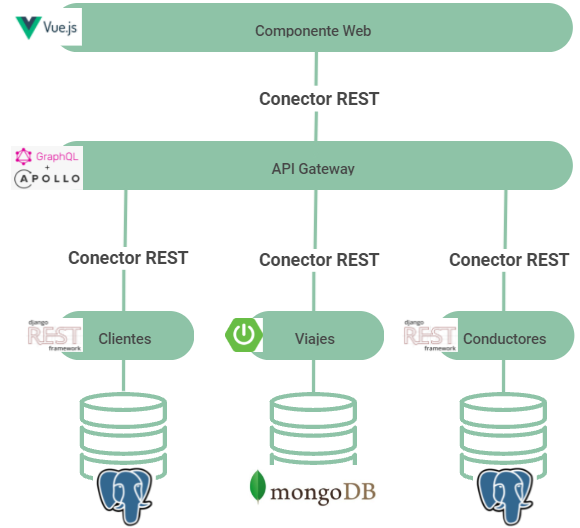 Vue.js
Componente Web
Conector REST
GraphQL
+
APOLLO
API Gateway
Conector REST
Conector REST
Conector REST
django
REST
framework
Clientes
Viajes
django
REST
framework
Conductores
mongoDB